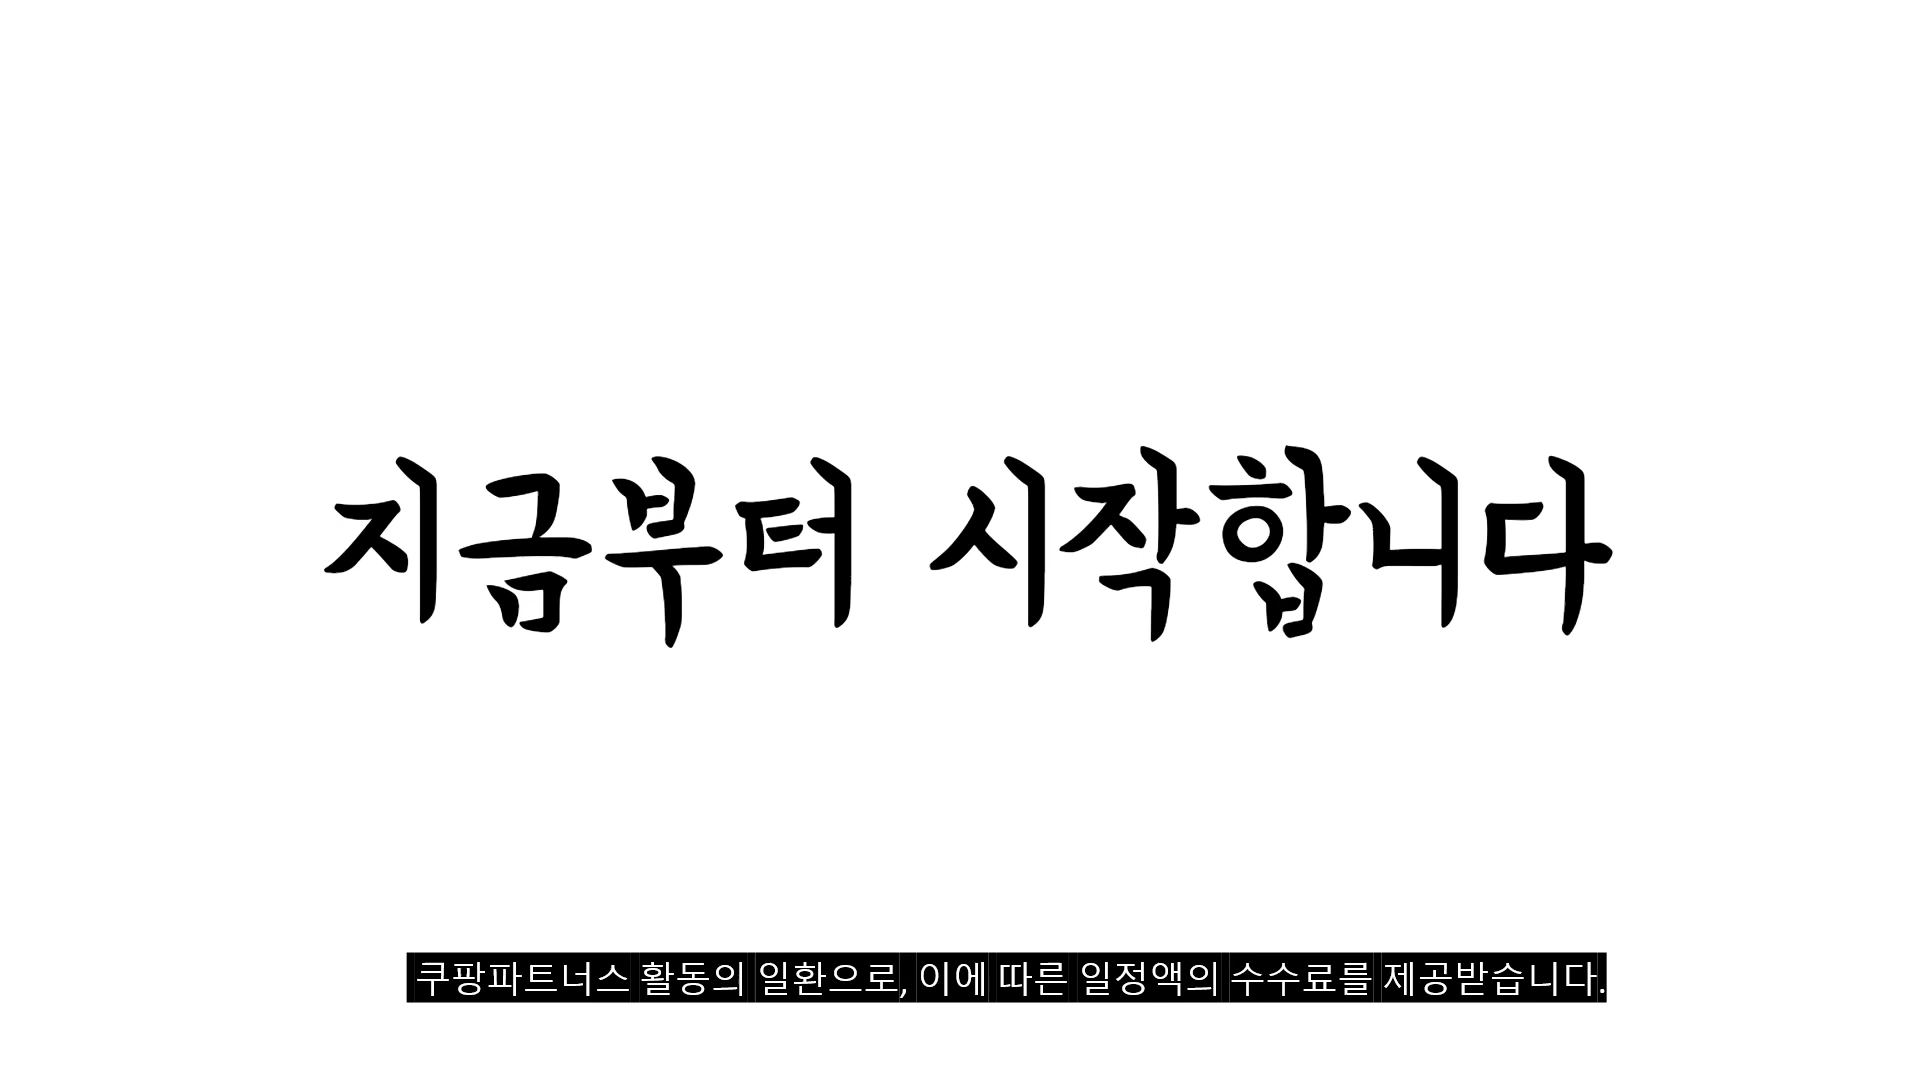 지금부터 시작합니다
쿠팡파트너스 활동의 일환으로, 이에 따른 일정액의 수수료를 제공받습니다.